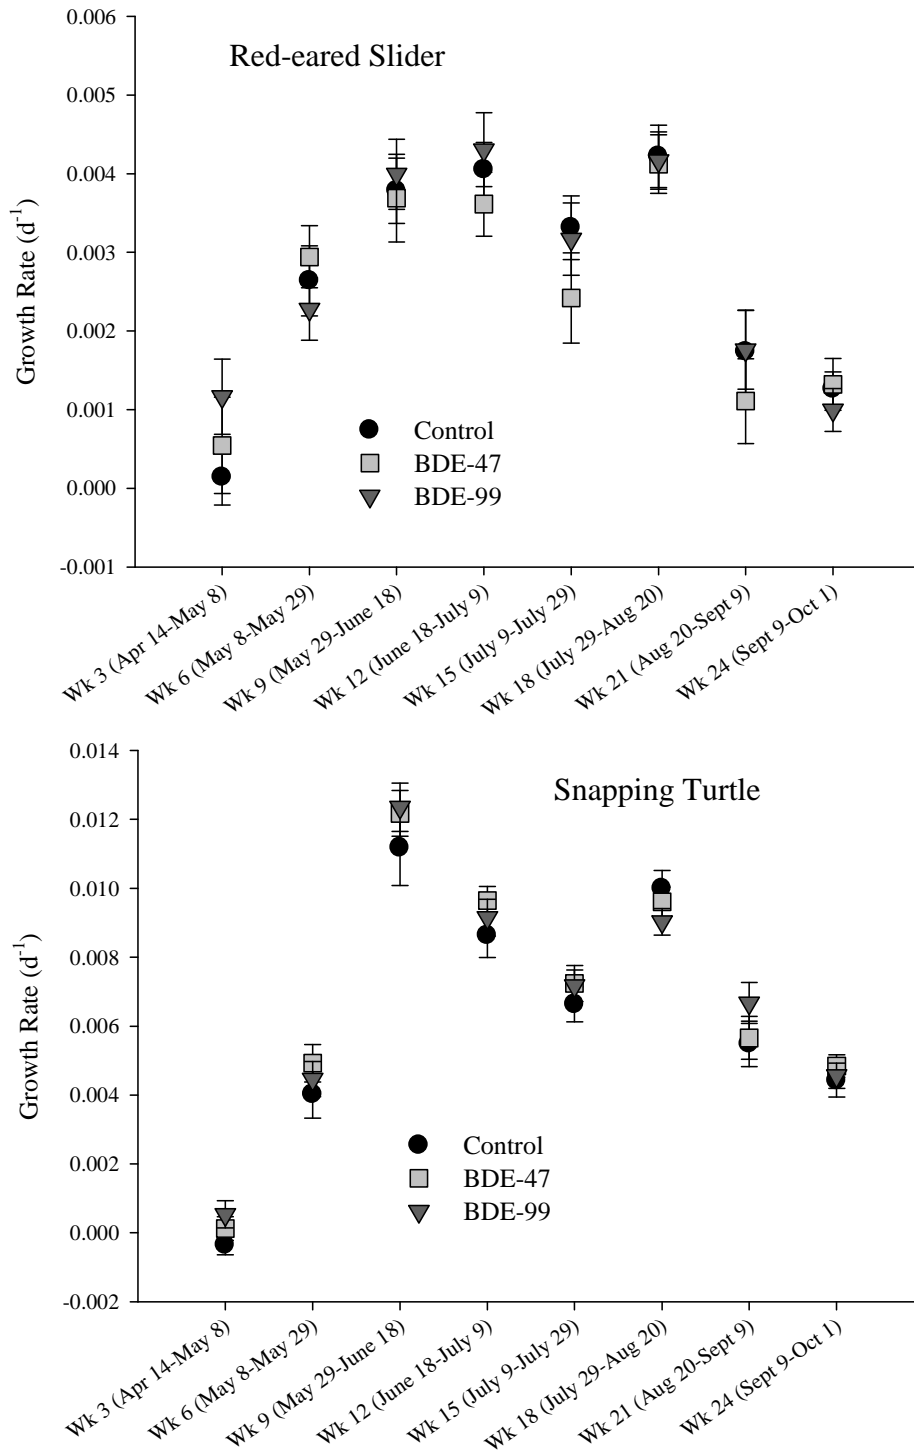 0.006
Red-eared Slider
0.005
0.004
0.003
0.002
0.001
0.000
-0.001
Growth Rate (d-1)
Control
BDE-47
BDE-99
Wk 3 (Apr 14-May 8)
Wk 6 (May 8-May 29)
Wk 9 (May 29-June 18)
Wk 12 (June 18-July 9)
Wk 15 (July 9-July 29)
Wk 18 (July 29-Aug 20)
Wk 21 (Aug 20-Sept 9)
Wk 24 (Sept 9-Oct 1)
0.014
Snapping Turtle
0.012
0.010
0.008
0.006
0.004
0.002
0.000
-0.002
Growth Rate (d-1)
Control
BDE-47
BDE-99
Wk 3 (Apr 14-May 8)
Wk 6 (May 8-May 29)
Wk 9 (May 29-June 18)
Wk 12 (June 18-July 9)
Wk 15 (July 9-July 29)
Wk 18 (July 29-Aug 20)
Wk 21 (Aug 20-Sept 9)
Wk 24 (Sept 9-Oct 1)